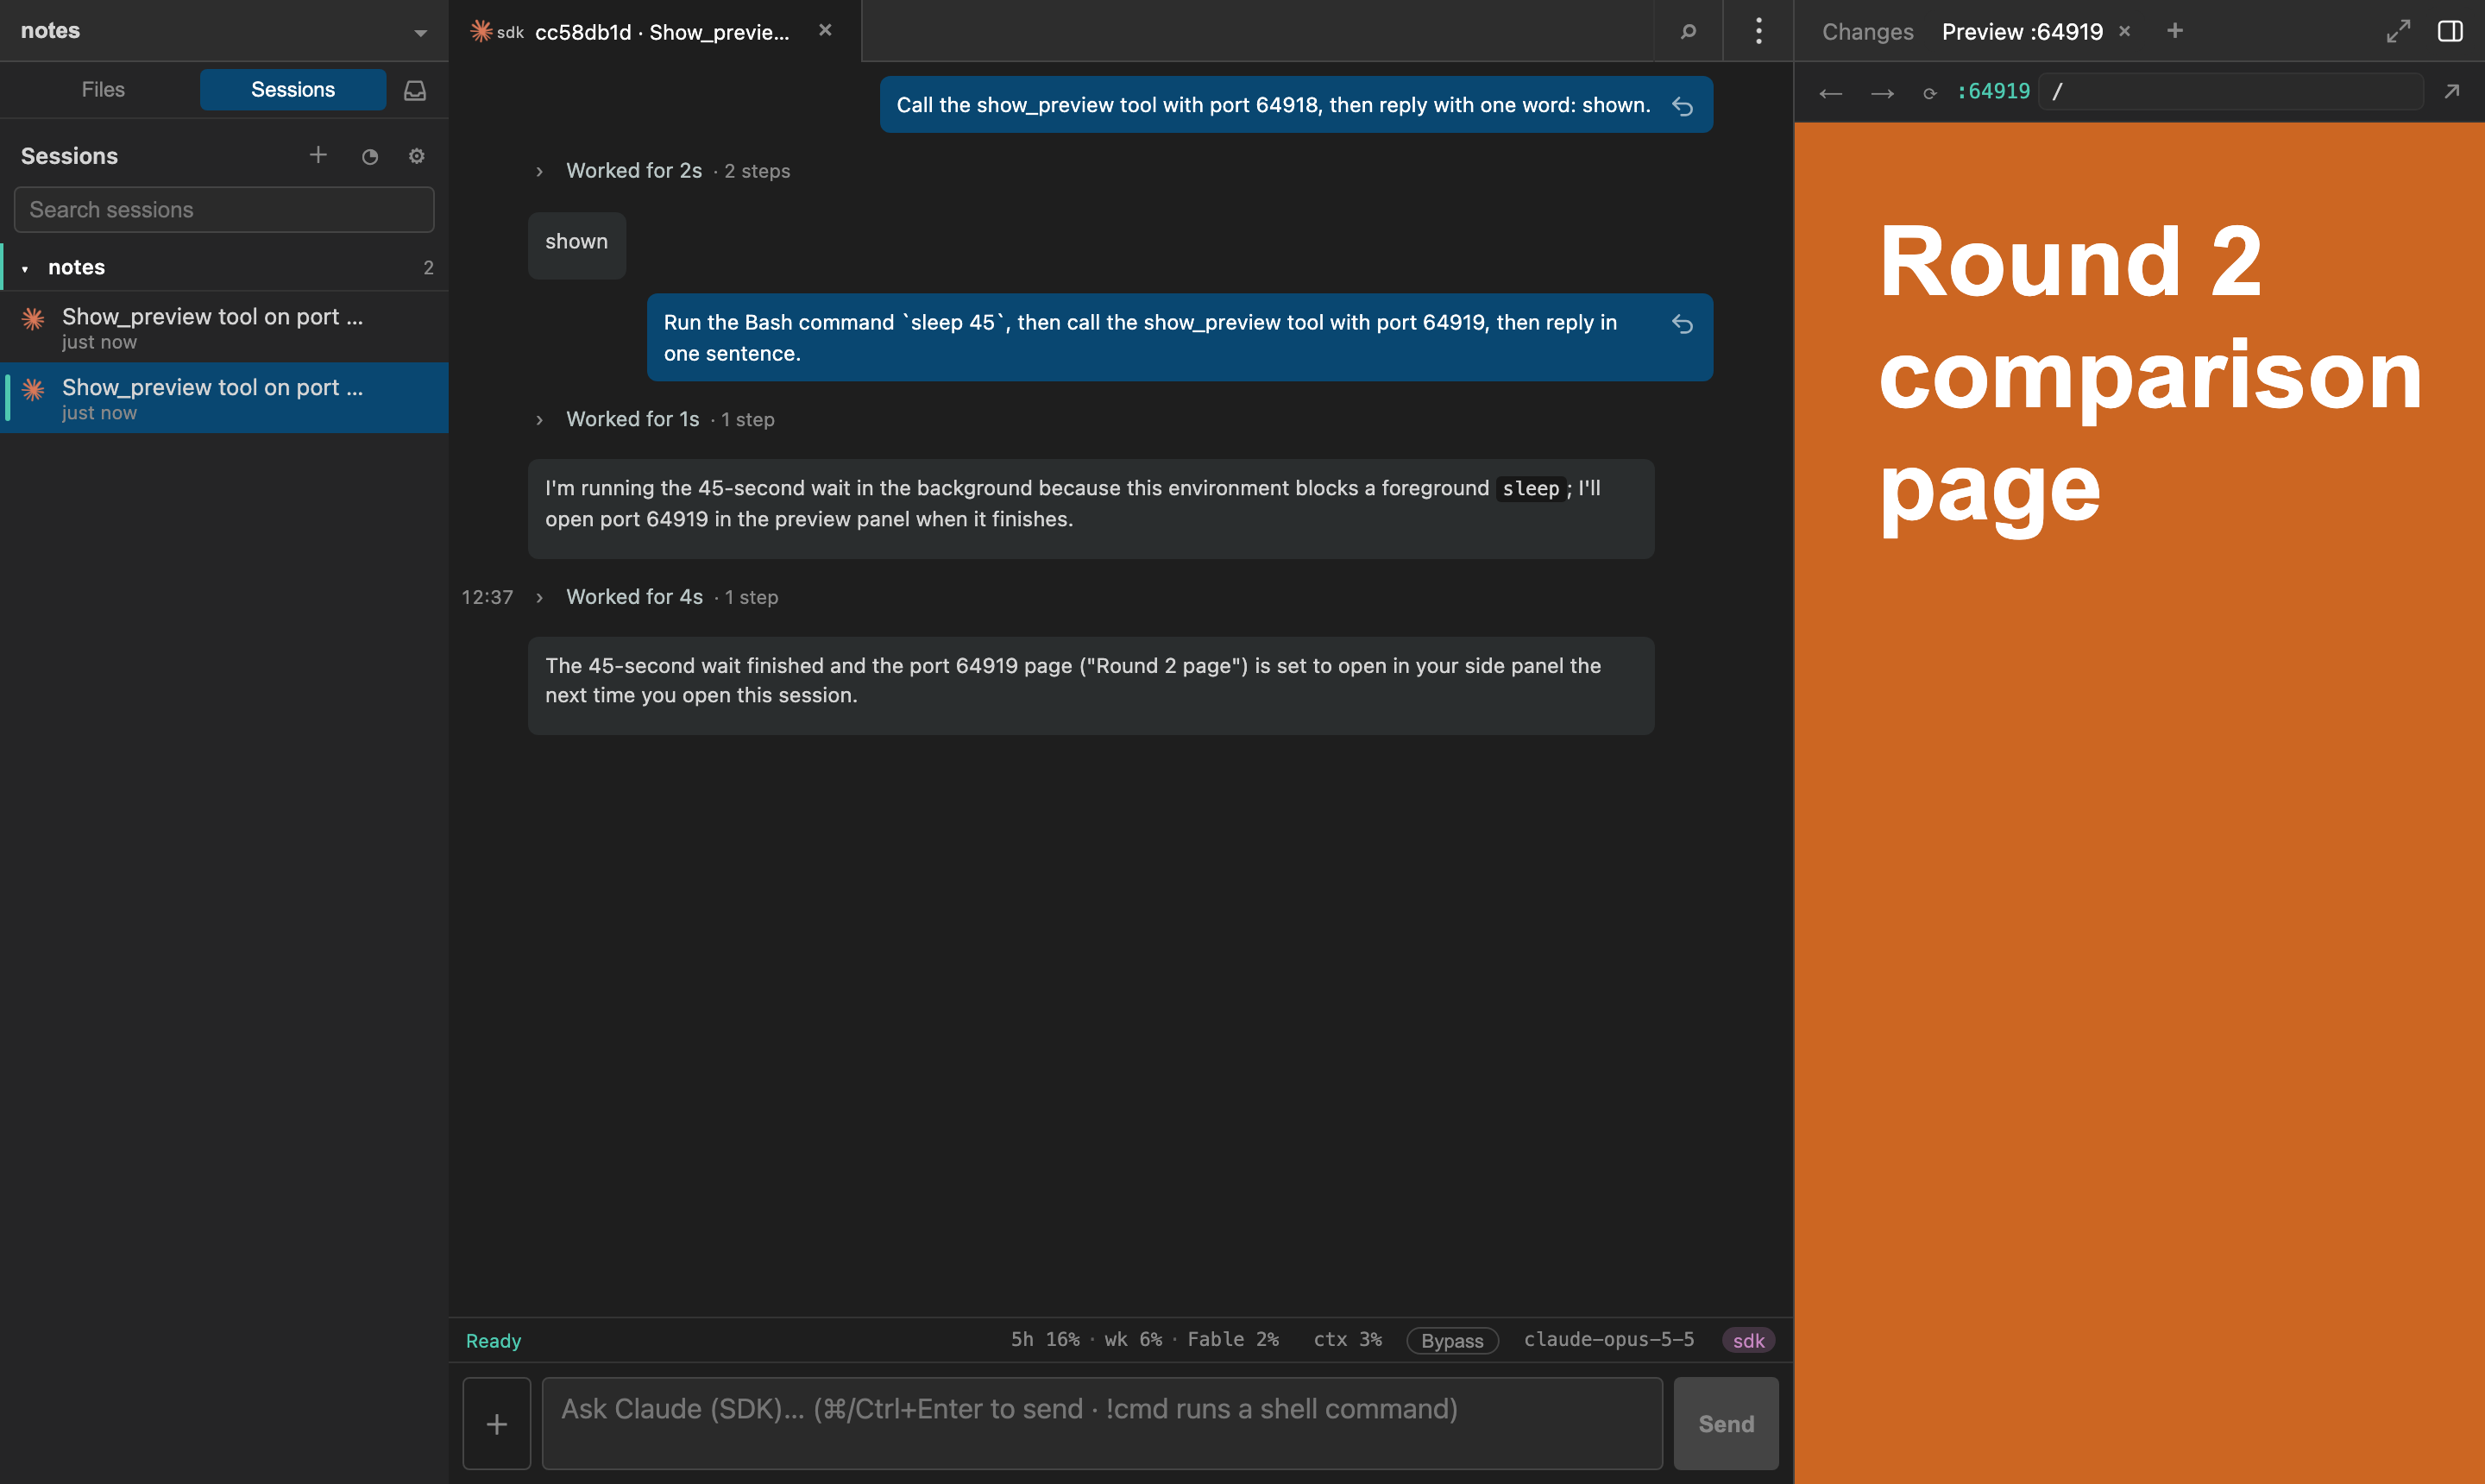 notes
Files
Sessions
Sessions
Search sessions
notes
2
Show_preview tool on port ...
just now
Show_preview tool on port ...
just now
sdk cc58db1d · Show_previe...
Call the show_preview tool with port 64918, then reply with one word: shown.
Worked for 2s · 2 steps
shown
Run the Bash command `sleep 45`, then call the show_preview tool with port 64919, then reply in
one sentence.
Worked for 1s · 1 step
I'm running the 45-second wait in the background because this environment blocks a foreground sleep; I'll
open port 64919 in the preview panel when it finishes.
12:37
Worked for 4s · 1 step
The 45-second wait finished and the port 64919 page ("Round 2 page") is set to open in your side panel the
next time you open this session.
Ready
5h 16% · wk 6% · Fable 2%
ctx 3%
Bypass
claude-opus-5-5
sdk
Ask Claude (SDK)... (⌘/Ctrl+Enter to send · !cmd runs a shell command)
Send
Changes
Preview :64919
:64919
/
Round 2
comparison
page